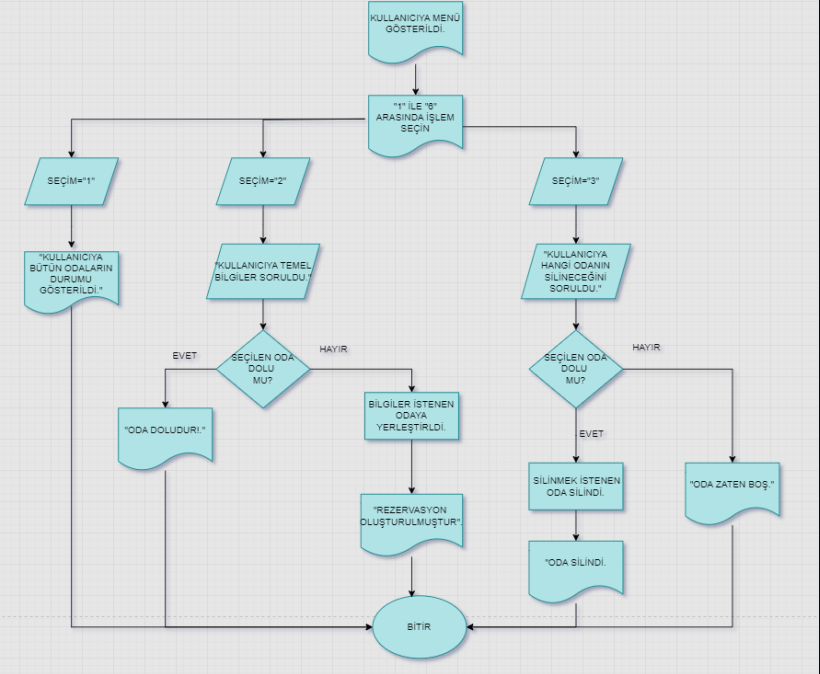 KULLANICIYA MENÜ
GÖSTERİLDİ.
"1" İLE "6"
ARASINDA İŞLEM
SEÇİN
SEÇİM="1"
SEÇİM="2"
SEÇİM="3"
"KULLANICIYA
BÜTÜN ODALARIN
DURUMU
GÖSTERİLDİ."
"KULLANICIYA TEMEL
BİLGİLER SORULDU."
"KULLANICIYA
HANGİ ODANIN
SİLİNECEĞİNİ
SORULDU."
EVET
SEÇİLEN ODA
DOLU
MU?
HAYIR
SEÇİLEN ODA
DOLU
MU?
HAYIR
"ODA DOLUDUR!."
BİLGİLER İSTENEN
ODAYA
YERLEŞTİRLDİ.
EVET
SİLİNMEK İSTENEN
ODA SİLİNDİ.
"ODA ZATEN BOŞ."
"REZERVASYON
OLUŞTURULMUŞTUR".
"ODA SİLİNDİ.
BİTİR